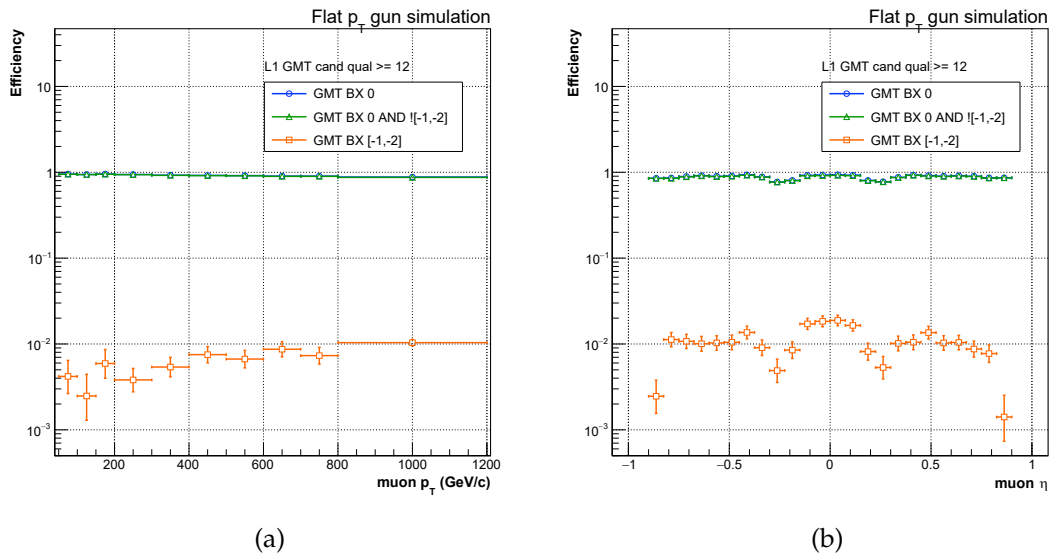 Flat p_T gun simulation
Efficiency
L1 GMT cand qual >= 12
GMT BX 0
GMT BX 0 AND ![-1,-2]
GMT BX [-1,-2]
10
1
10⁻¹
10⁻²
10⁻³
200 400 600 800 1000 1200
muon p_T (GeV/c)
(a)
Flat p_T gun simulation
Efficiency
L1 GMT cand qual >= 12
GMT BX 0
GMT BX 0 AND ![-1,-2]
GMT BX [-1,-2]
10
1
10⁻¹
10⁻²
10⁻³
−1 −0.5 0 0.5 1
muon η
(b)